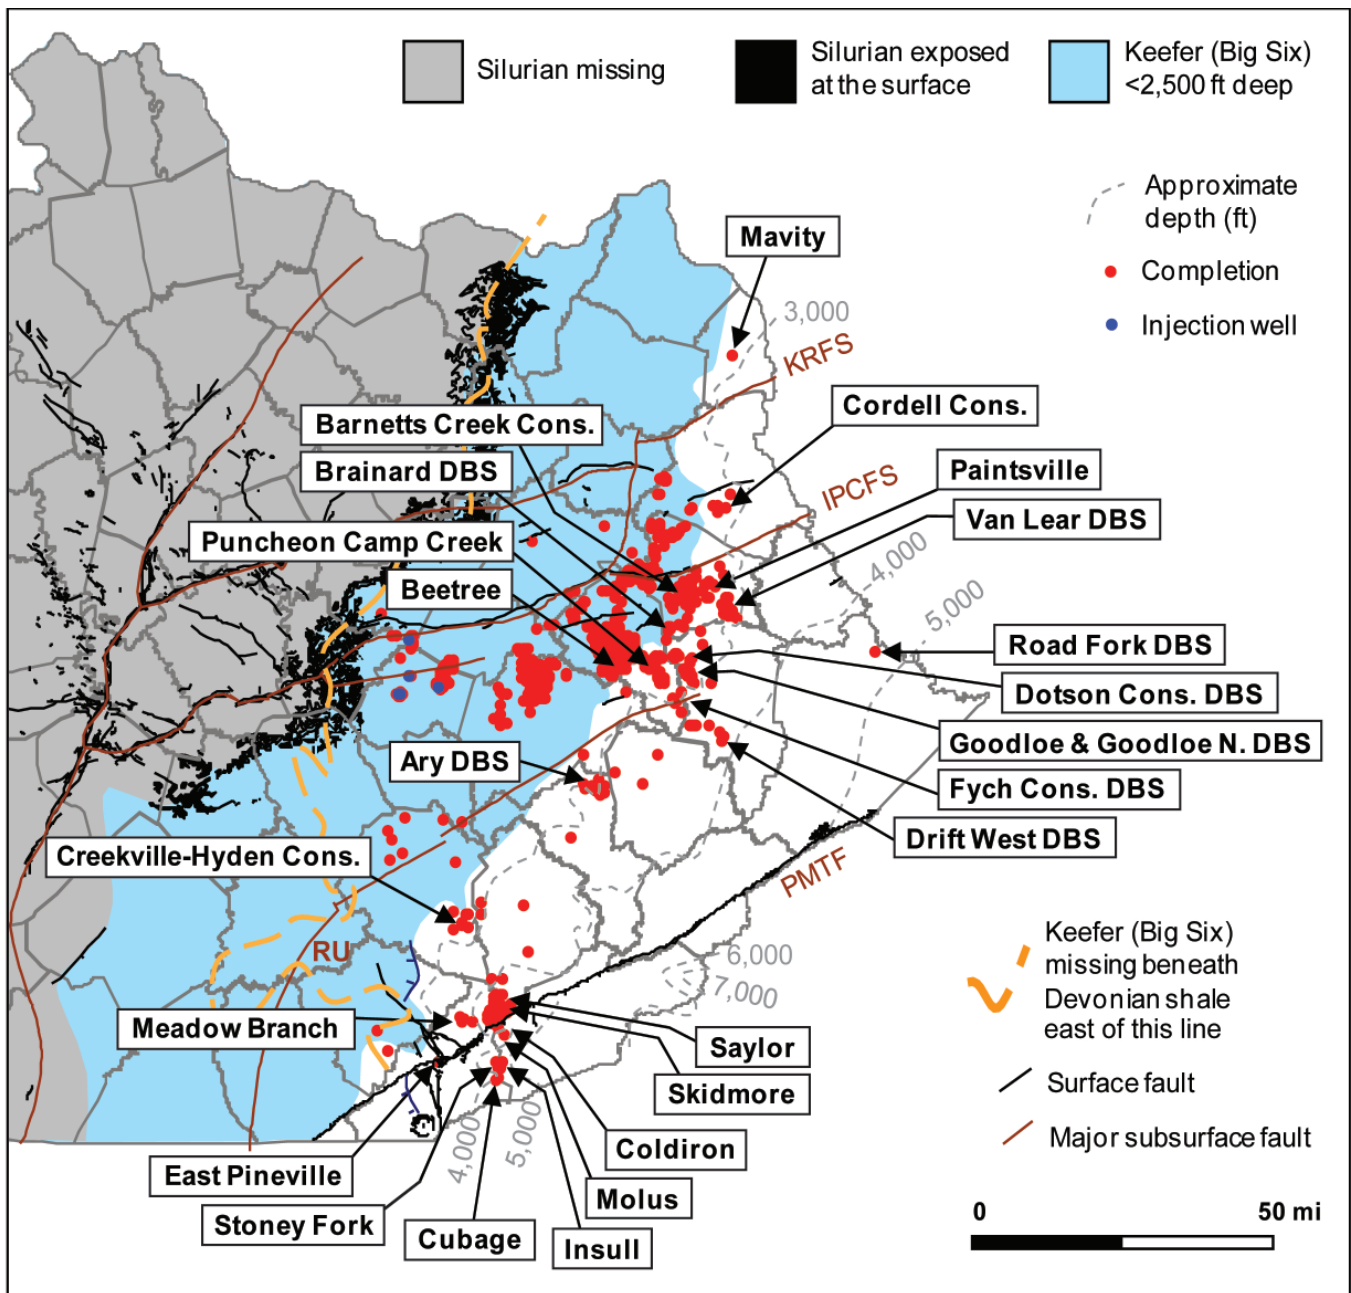 Silurian missing
Silurian exposed
at the surface
Keefer (Big Six)
<2,500 ft deep
Approximate
depth (ft)
Completion
Injection well
Mavity
3,000
KRFS
Cordell Cons.
Barnetts Creek Cons.
Brainard DBS
Paintsville
IPCFS
Van Lear DBS
Puncheon Camp Creek
Beetree
4,000
5,000
Road Fork DBS
Dotson Cons. DBS
Goodloe & Goodloe N. DBS
Ary DBS
Fych Cons. DBS
Drift West DBS
Creekville-Hyden Cons.
PMTF
RU
6,000
7,000
Keefer (Big Six)
missing beneath
Devonian shale
east of this line
Meadow Branch
Saylor
Skidmore
Surface fault
Major subsurface fault
4,000
5,000
Coldiron
East Pineville
Molus
Stoney Fork
Cubage
Insull
0
50 mi